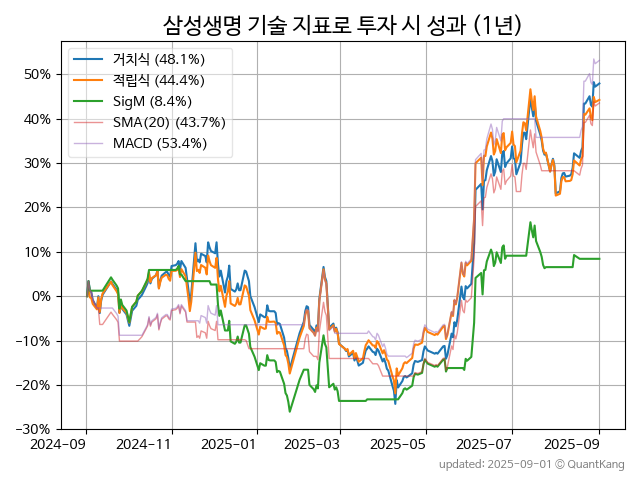 삼성생명 기술 지표로 투자 시 성과 (1년)
거치식 (48.1%)
적립식 (44.4%)
SigM (8.4%)
SMA(20) (43.7%)
MACD (53.4%)
50%
40%
30%
20%
10%
0%
−10%
−20%
−30%
2024-09 2024-11 2025-01 2025-03 2025-05 2025-07 2025-09
updated: 2025-09-01 © QuantKang